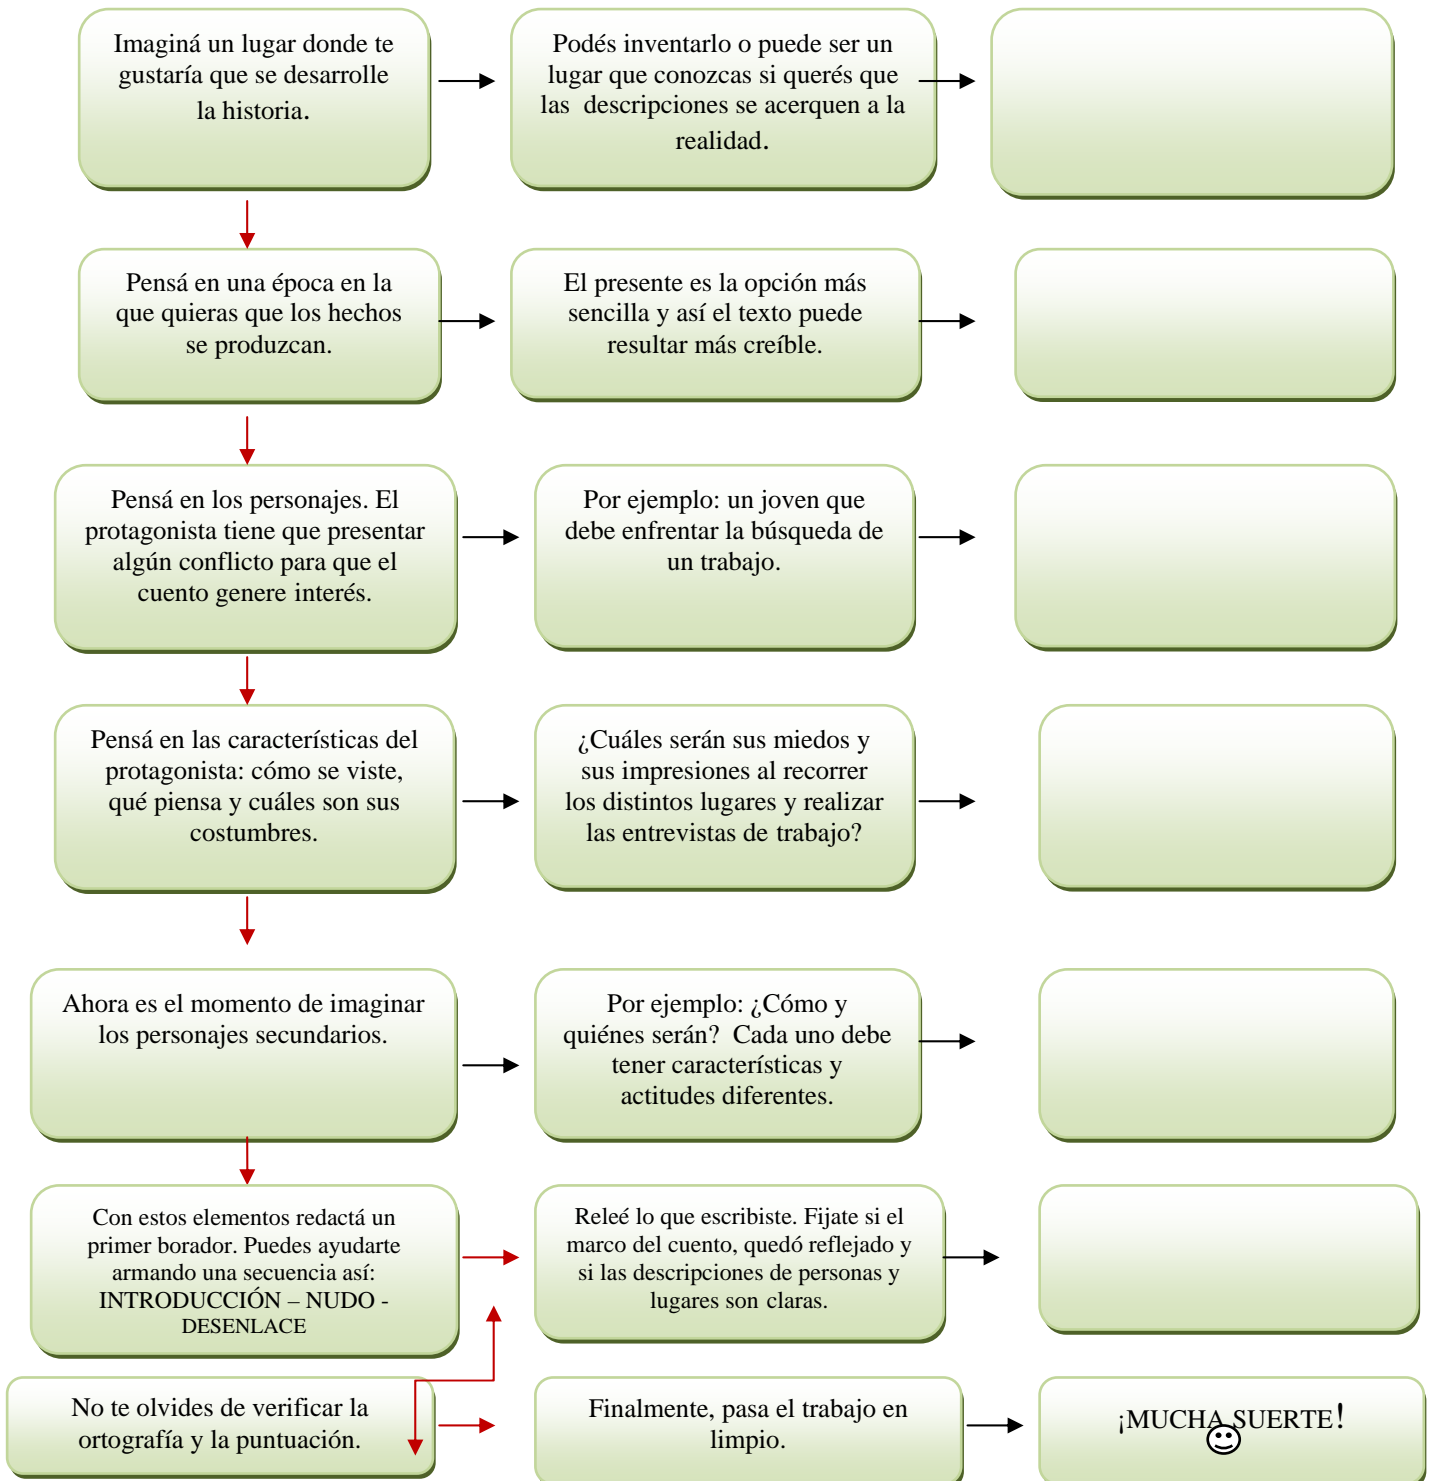 Imaginá un lugar donde te
gustaría que se desarrolle
la historia.
Podés inventarlo o puede ser un
lugar que conozcas si querés que
las descripciones se acerquen a la
realidad.
Pensá en una época en la
que quieras que los hechos
se produzcan.
El presente es la opción más
sencilla y así el texto puede
resultar más creíble.
Pensá en los personajes. El
protagonista tiene que presentar
algún conflicto para que el
cuento genere interés.
Por ejemplo: un joven que
debe enfrentar la búsqueda de
un trabajo.
Pensá en las características del
protagonista: cómo se viste,
qué piensa y cuáles son sus
costumbres.
¿Cuáles serán sus miedos y
sus impresiones al recorrer
los distintos lugares y realizar
las entrevistas de trabajo?
Ahora es el momento de imaginar
los personajes secundarios.
Por ejemplo: ¿Cómo y
quiénes serán? Cada uno debe
tener características y
actitudes diferentes.
Con estos elementos redactá un
primer borador. Puedes ayudarte
armando una secuencia así:
INTRODUCCIÓN – NUDO -
DESENLACE
Releé lo que escribiste. Fijate si el
marco del cuento, quedó reflejado y
si las descripciones de personas y
lugares son claras.
No te olvides de verificar la
ortografía y la puntuación.
Finalmente, pasa el trabajo en
limpio.
¡MUCHA SUERTE!